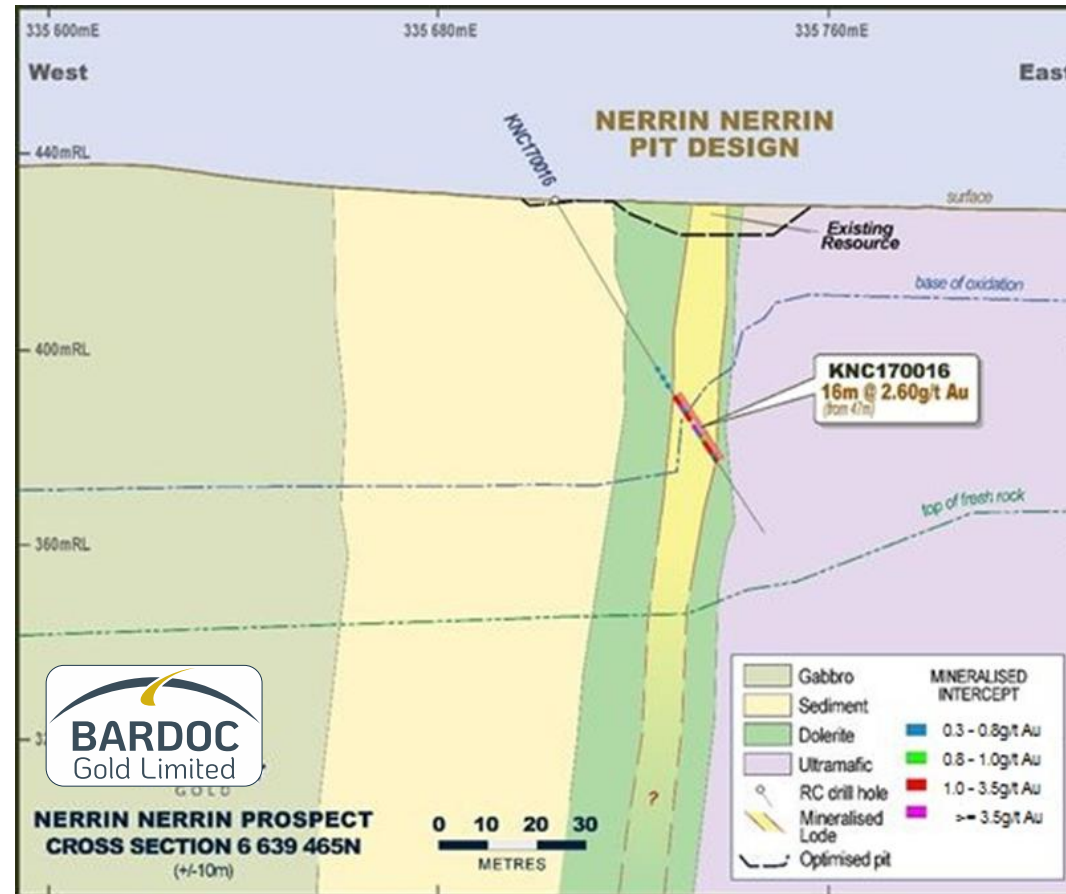 335 600mE
335 680mE
335 760mE
West
East
NERRIN NERRIN
PIT DESIGN
KNC170016
440mRL
surface
Existing
Resource
base of oxidation
400mRL
KNC170016
16m @ 2.60g/t Au
(from 47m)
top of fresh rock
360mRL
BARDOC
Gold Limited
GOLD
NERRIN NERRIN PROSPECT
CROSS SECTION 6 639 465N
(+/-10m)
0 10 20 30
METRES
?
Gabbro
Sediment
Dolerite
Ultramafic
RC drill hole
Mineralised
Lode
Optimised pit
MINERALISED
INTERCEPT
0.3 - 0.8g/t Au
0.8 - 1.0g/t Au
1.0 - 3.5g/t Au
>= 3.5g/t Au